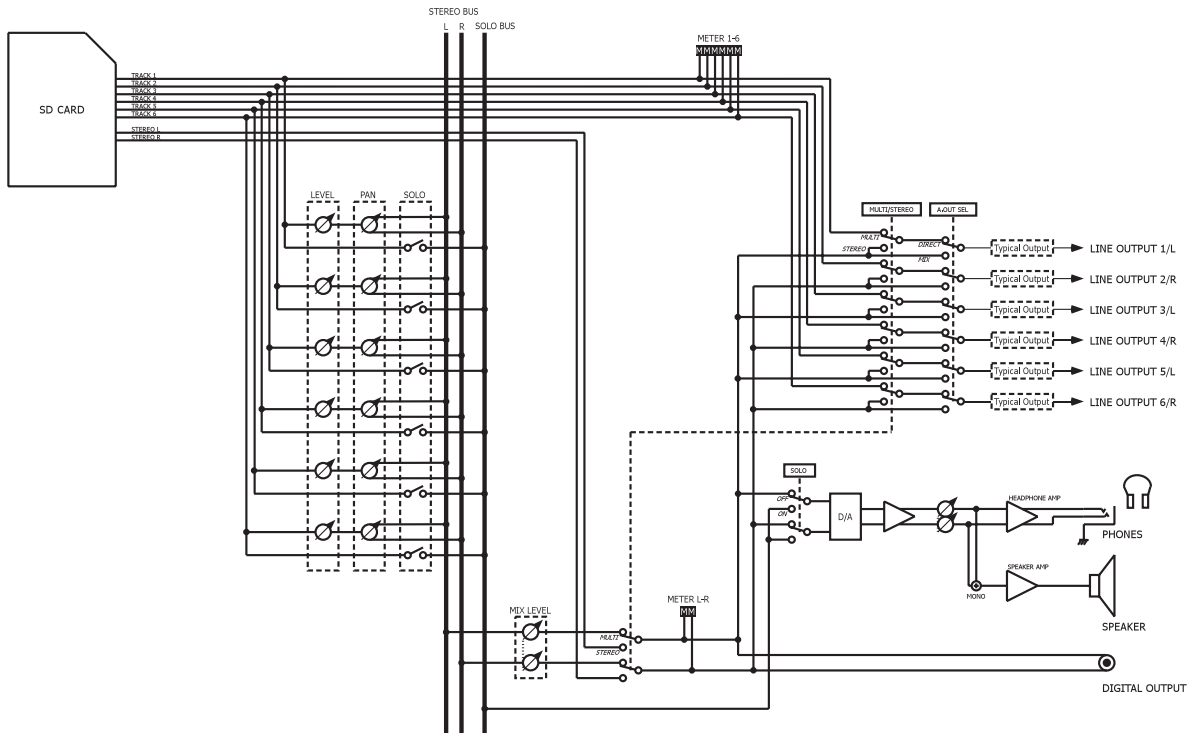 STEREO BUS
L R SOLO BUS
METER 1-6
M M M M M M
SD CARD
TRACK 1
TRACK 2
TRACK 3
TRACK 4
TRACK 5
TRACK 6
STEREO L
STEREO R
LEVEL PAN SOLO
MULTI/STEREO A.OUT SEL
MULTI
STEREO
DIRECT
MIX
Typical Output LINE OUTPUT 1/L
Typical Output LINE OUTPUT 2/R
Typical Output LINE OUTPUT 3/L
Typical Output LINE OUTPUT 4/R
Typical Output LINE OUTPUT 5/L
Typical Output LINE OUTPUT 6/R
SOLO
OFF
ON
D/A
HEADPHONE AMP
PHONES
SPEAKER AMP
MONO
SPEAKER
METER L-R
M M
MIX LEVEL
MULTI
STEREO
DIGITAL OUTPUT